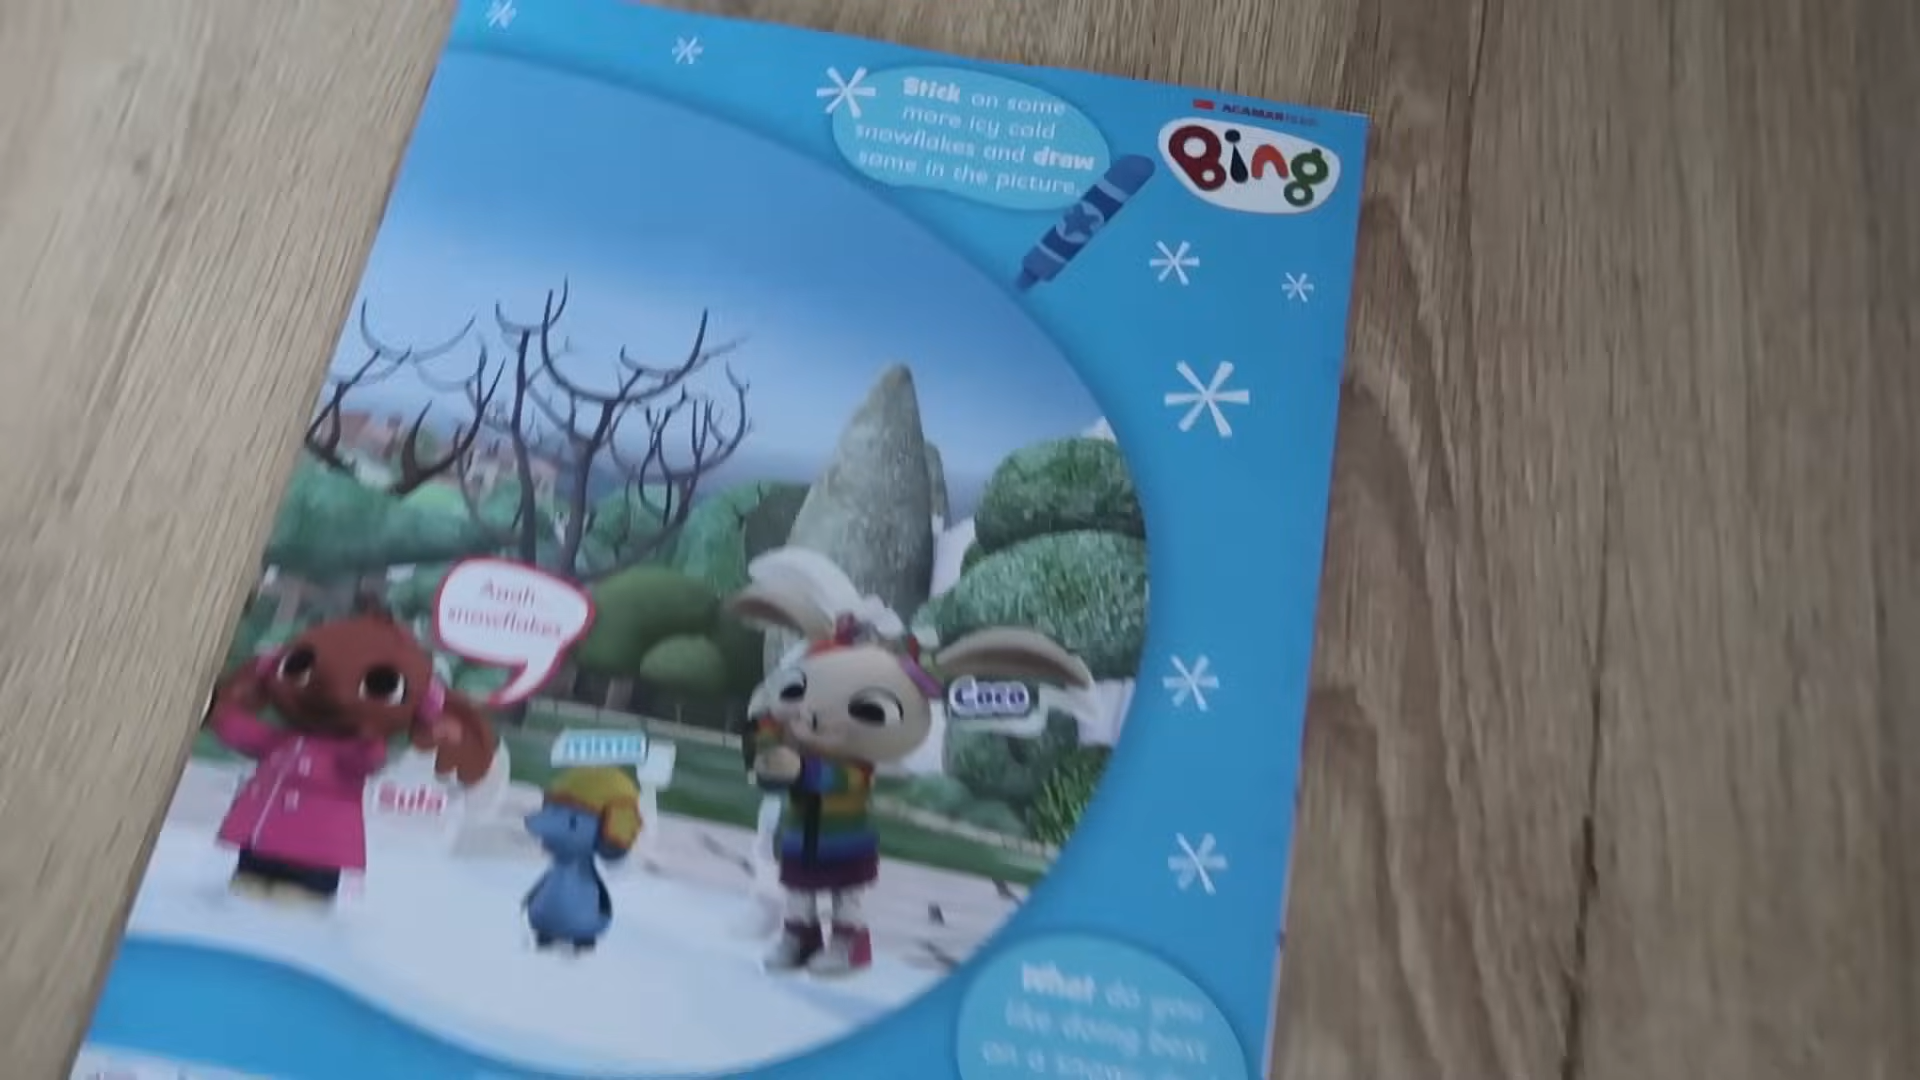 Stick on some
more icy cold
snowflakes and draw
some in the picture.
ACAMAR
Bing
Aaah
snowflakes
Coco
Sula
What do you
like doing best
on a